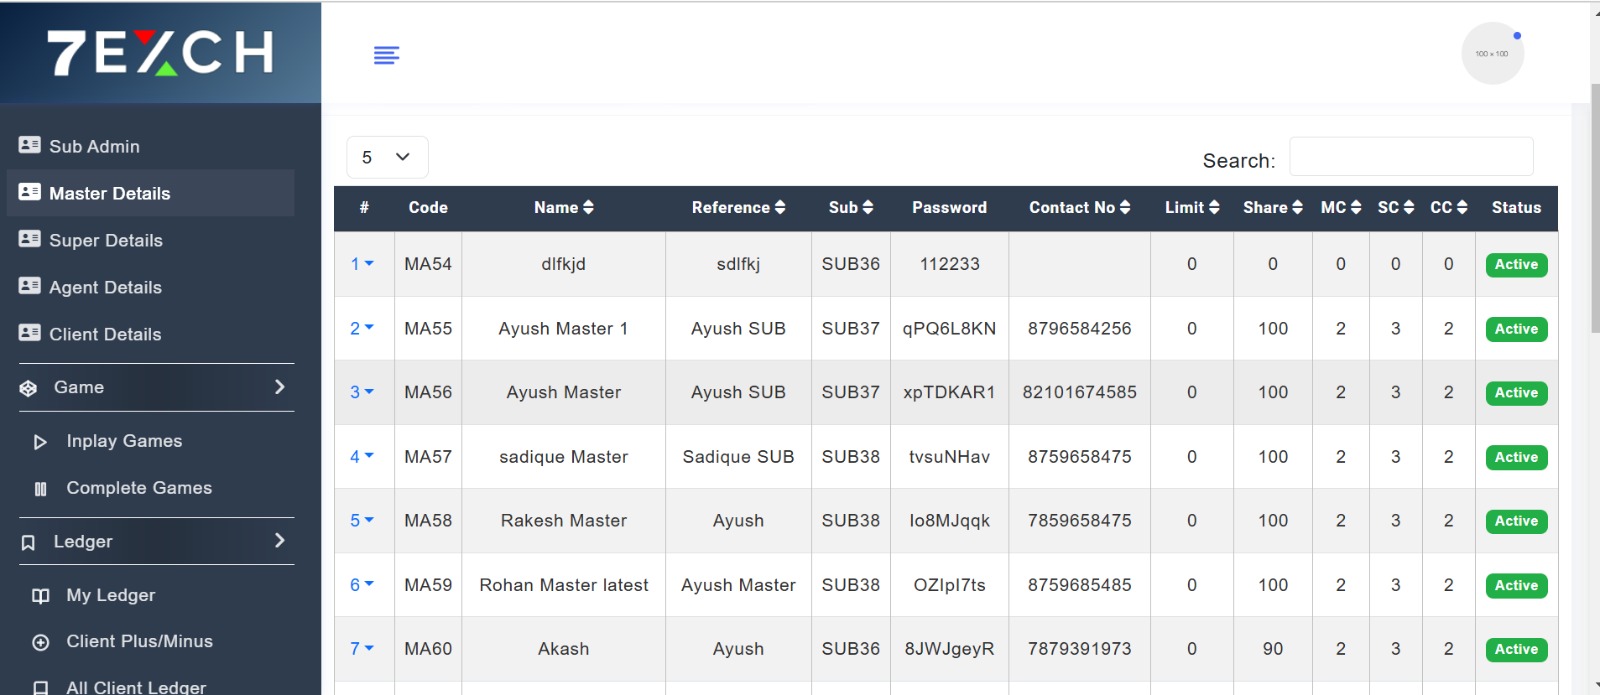 7EXCH
100 × 100
Sub Admin
Master Details
Super Details
Agent Details
Client Details
Game
Inplay Games
Complete Games
Ledger
My Ledger
Client Plus/Minus
All Client Ledger
5
Search:
# Code Name Reference Sub Password Contact No Limit Share MC SC CC Status
1 MA54 dlfkjd sdlfkj SUB36 112233 0 0 0 0 0 Active
2 MA55 Ayush Master 1 Ayush SUB SUB37 qPQ6L8KN 8796584256 0 100 2 3 2 Active
3 MA56 Ayush Master Ayush SUB SUB37 xpTDKAR1 82101674585 0 100 2 3 2 Active
4 MA57 sadique Master Sadique SUB SUB38 tvsuNHav 8759658475 0 100 2 3 2 Active
5 MA58 Rakesh Master Ayush SUB38 Io8MJqqk 7859658475 0 100 2 3 2 Active
6 MA59 Rohan Master latest Ayush Master SUB38 OZIpI7ts 8759685485 0 100 2 3 2 Active
7 MA60 Akash Ayush SUB36 8JWJgeyR 7879391973 0 90 2 3 2 Active